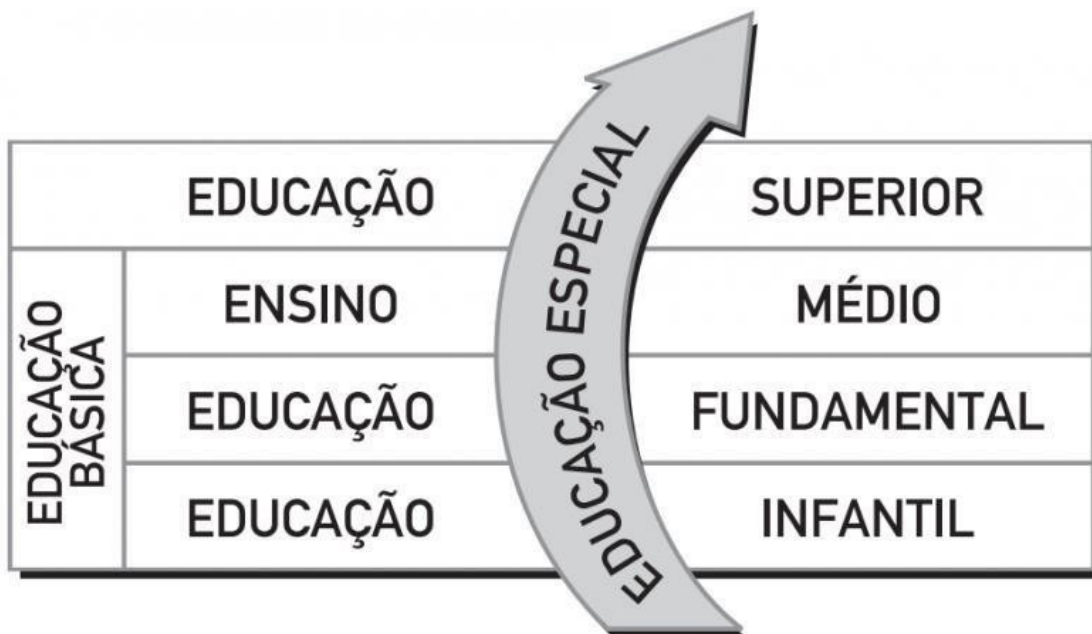 EDUCAÇÃO SUPERIOR
EDUCAÇÃO
BÁSICA
ENSINO MÉDIO
EDUCAÇÃO FUNDAMENTAL
EDUCAÇÃO INFANTIL
EDUCAÇÃO ESPECIAL